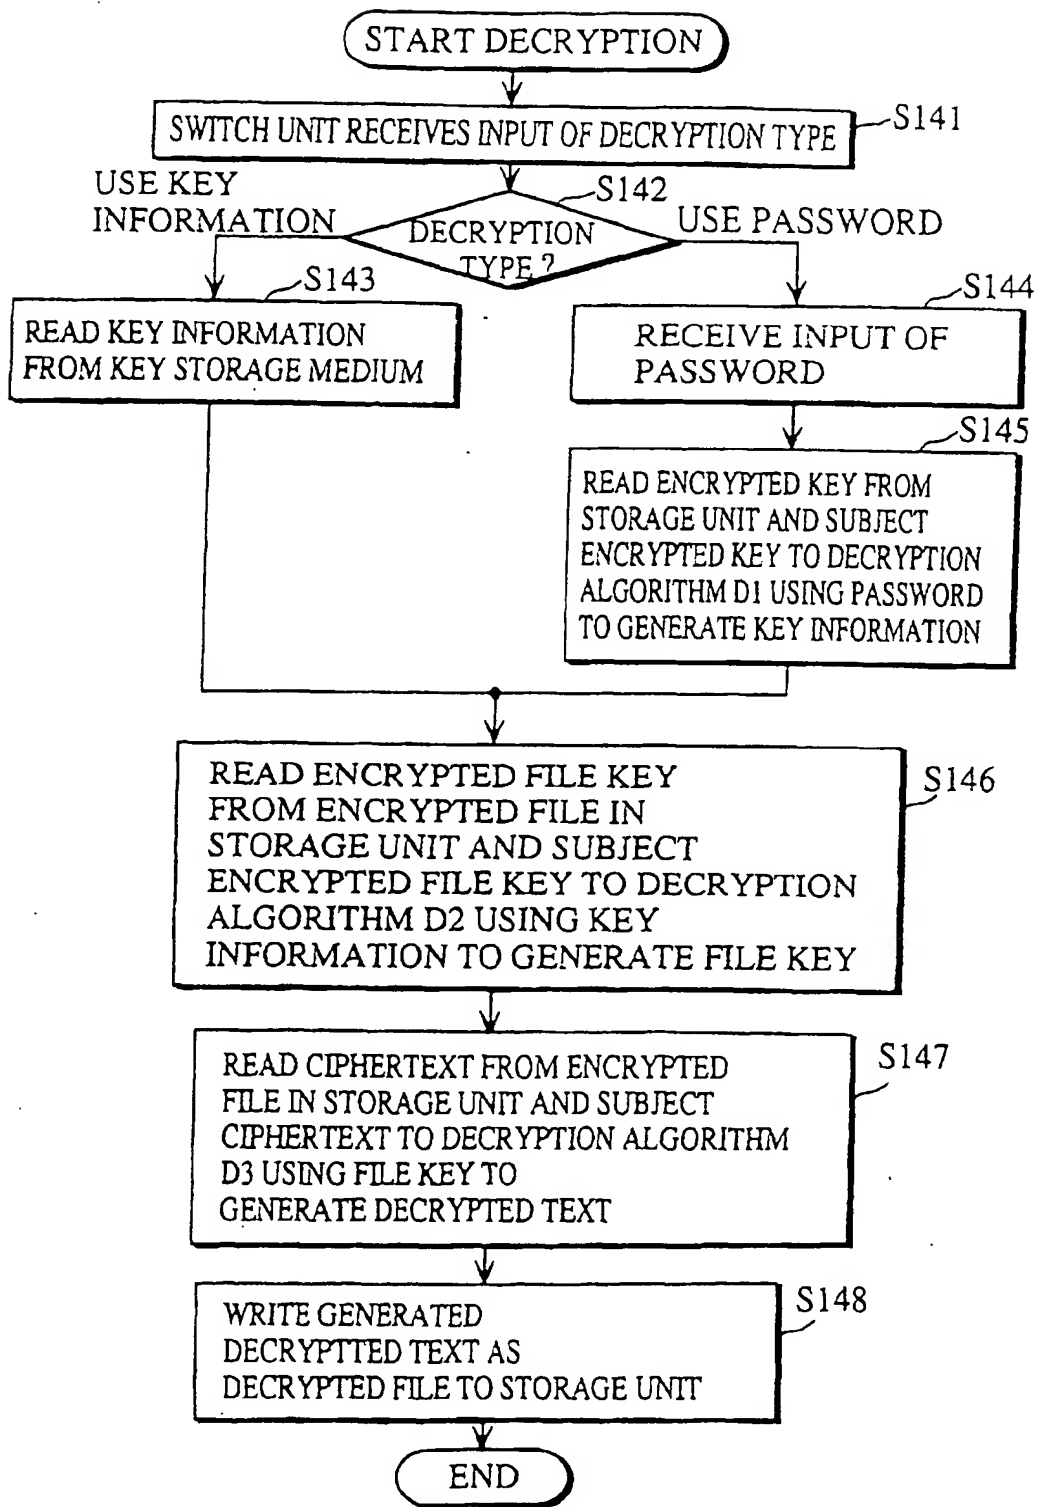 START DECRYPTION
SWITCH UNIT RECEIVES INPUT OF DECRYPTION TYPE
S141
S142
USE KEY
INFORMATION
DECRYPTION
TYPE?
USE PASSWORD
S143
READ KEY INFORMATION
FROM KEY STORAGE MEDIUM
S144
RECEIVE INPUT OF
PASSWORD
S145
READ ENCRYPTED KEY FROM
STORAGE UNIT AND SUBJECT
ENCRYPTED KEY TO DECRYPTION
ALGORITHM D1 USING PASSWORD
TO GENERATE KEY INFORMATION
S146
READ ENCRYPTED FILE KEY
FROM ENCRYPTED FILE IN
STORAGE UNIT AND SUBJECT
ENCRYPTED FILE KEY TO DECRYPTION
ALGORITHM D2 USING KEY
INFORMATION TO GENERATE FILE KEY
S147
READ CIPHERTEXT FROM ENCRYPTED
FILE IN STORAGE UNIT AND SUBJECT
CIPHERTEXT TO DECRYPTION ALGORITHM
D3 USING FILE KEY TO
GENERATE DECRYPTED TEXT
S148
WRITE GENERATED
DECRYPTTED TEXT AS
DECRYPTED FILE TO STORAGE UNIT
END